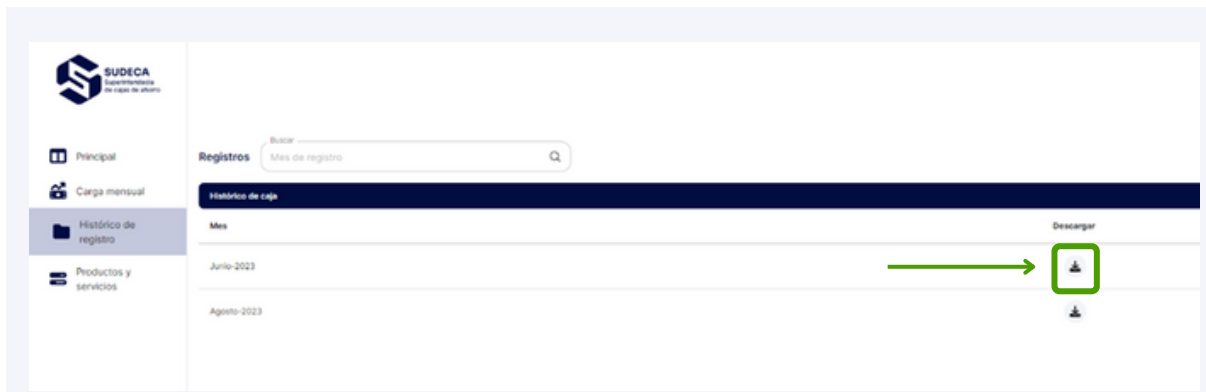 SUDECA
Superintendencia
de cajas de ahorro
Principal
Carga mensual
Histórico de
registro
Productos y
servicios
Registros
Buscar
Mes de registro
Histórico de caja
Mes
Descargar
Junio-2023
Agosto-2023